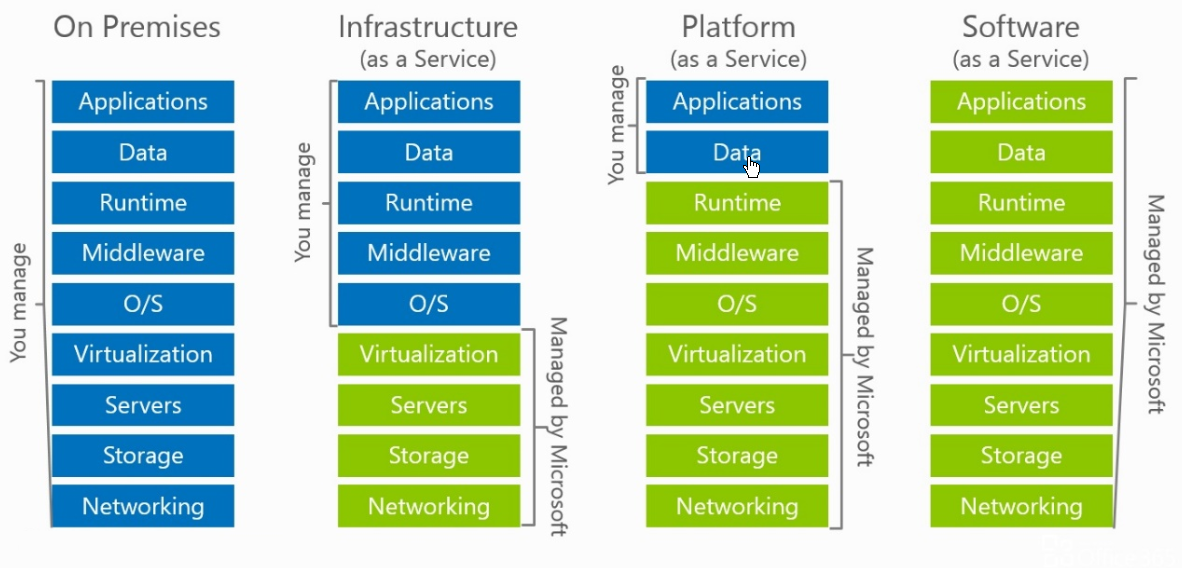 On Premises
Infrastructure
(as a Service)
Platform
(as a Service)
Software
(as a Service)
You manage
Applications
Data
Runtime
Middleware
O/S
Virtualization
Servers
Storage
Networking
You manage
Applications
Data
Runtime
Middleware
O/S
Virtualization
Servers
Storage
Networking
Managed by Microsoft
You manage
Applications
Data
Runtime
Middleware
O/S
Virtualization
Servers
Storage
Networking
Managed by Microsoft
Applications
Data
Runtime
Middleware
O/S
Virtualization
Servers
Storage
Networking
Managed by Microsoft